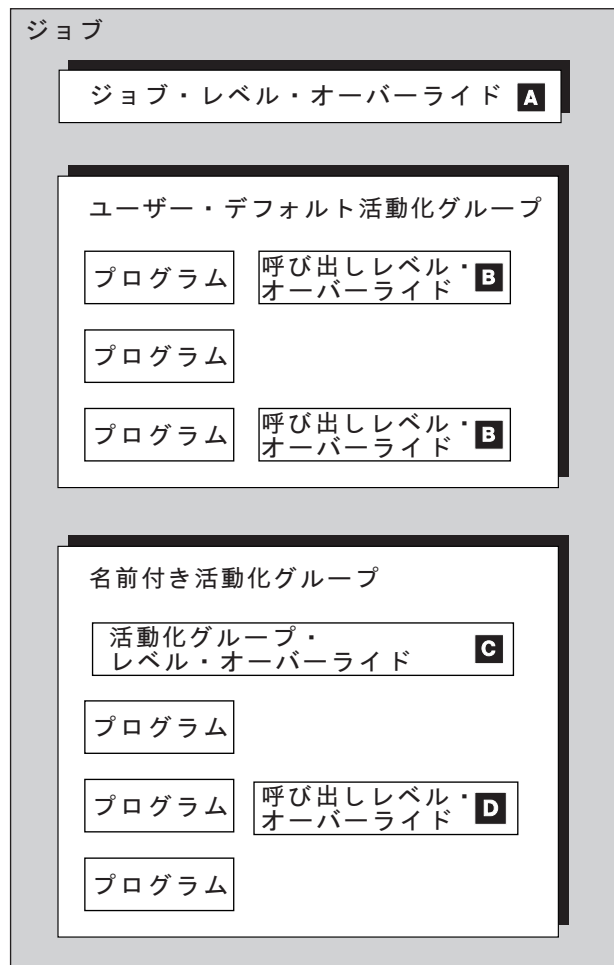 ジョブ
ジョブ・レベル・オーバーライド A
ユーザー・デフォルト活動化グループ
プログラム
呼び出しレベル・
オーバーライド B
プログラム
プログラム
呼び出しレベル・
オーバーライド B
名前付き活動化グループ
活動化グループ・
レベル・オーバーライド C
プログラム
プログラム
呼び出しレベル・
オーバーライド D
プログラム